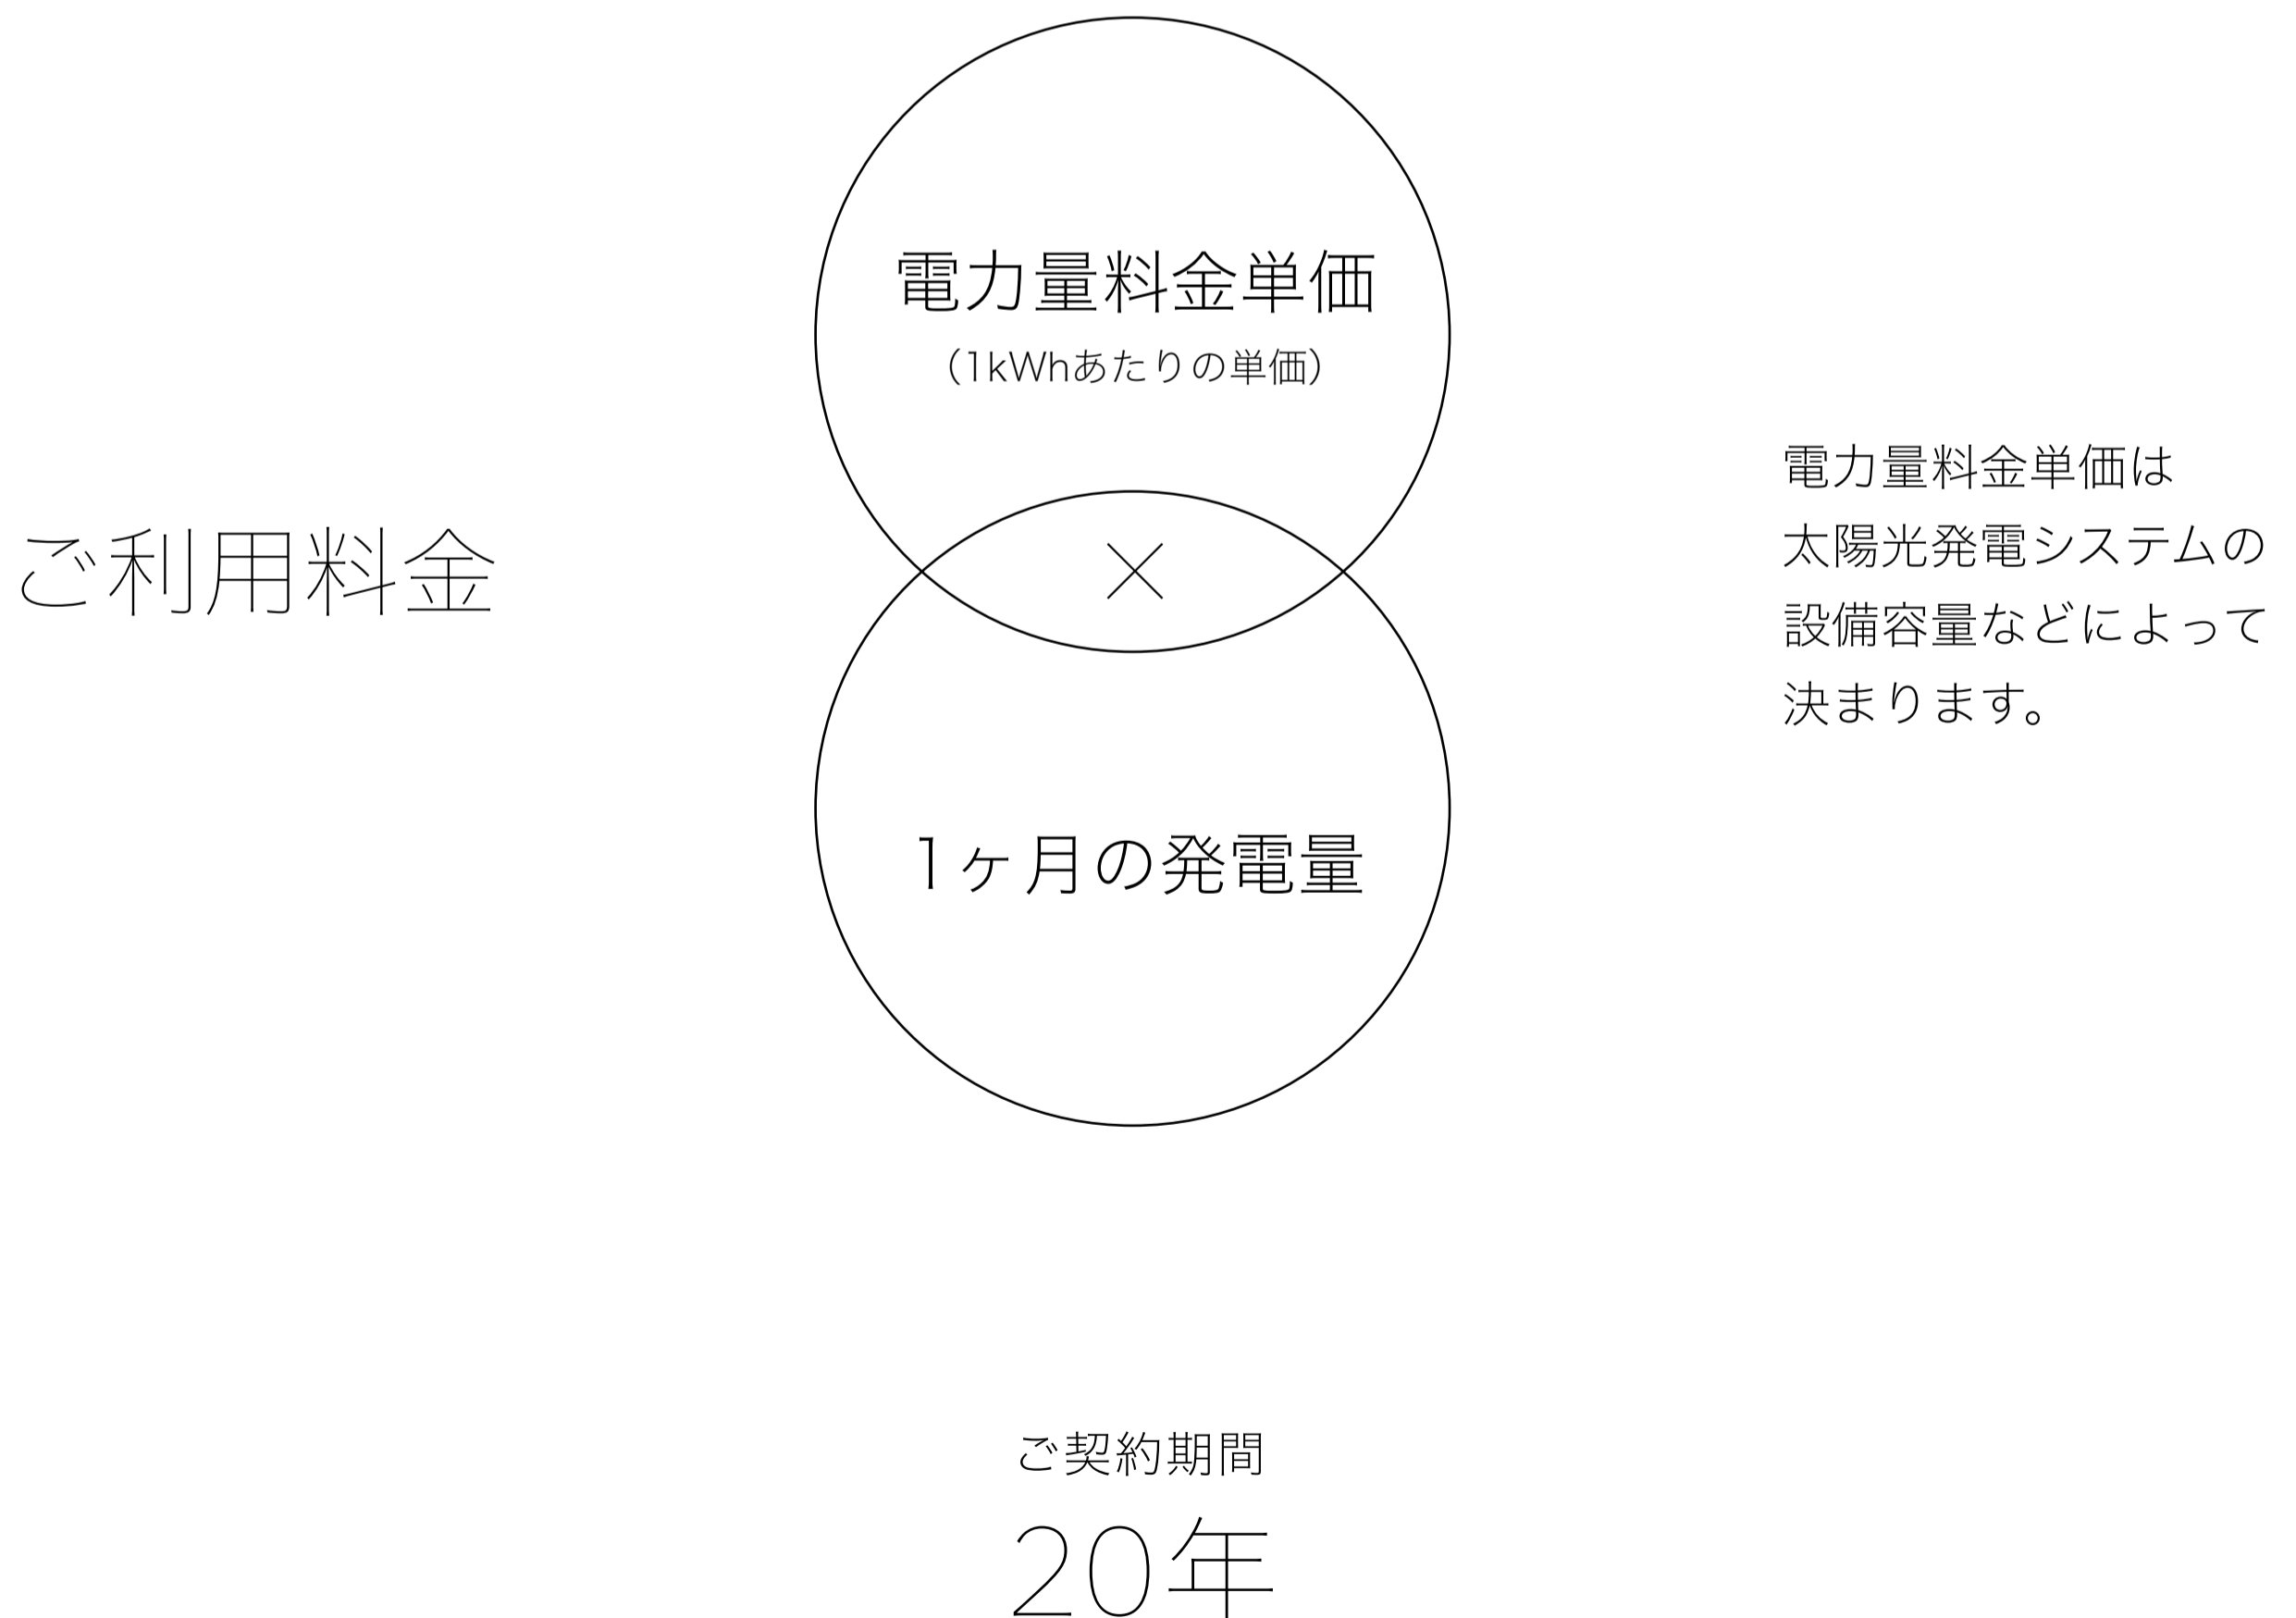 ご利用料金
電力量料金単価
（1kWhあたりの単価）
×
1ヶ月の発電量
電力量料金単価は
太陽光発電システムの
設備容量などによって
決まります。
ご契約期間
20年